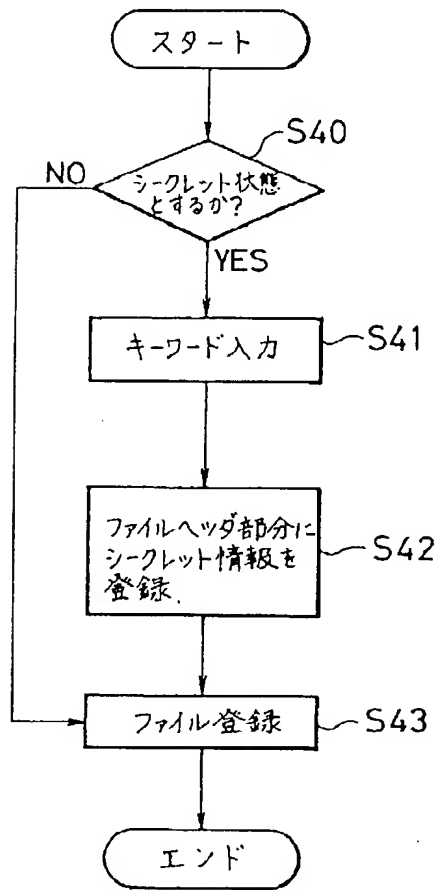 スタート
S40
NO
シークレット状態
とするか?
YES
キーワード入力
S41
ファイルヘッダ部分に
シークレット情報を
登録.
S42
ファイル登録
S43
エンド